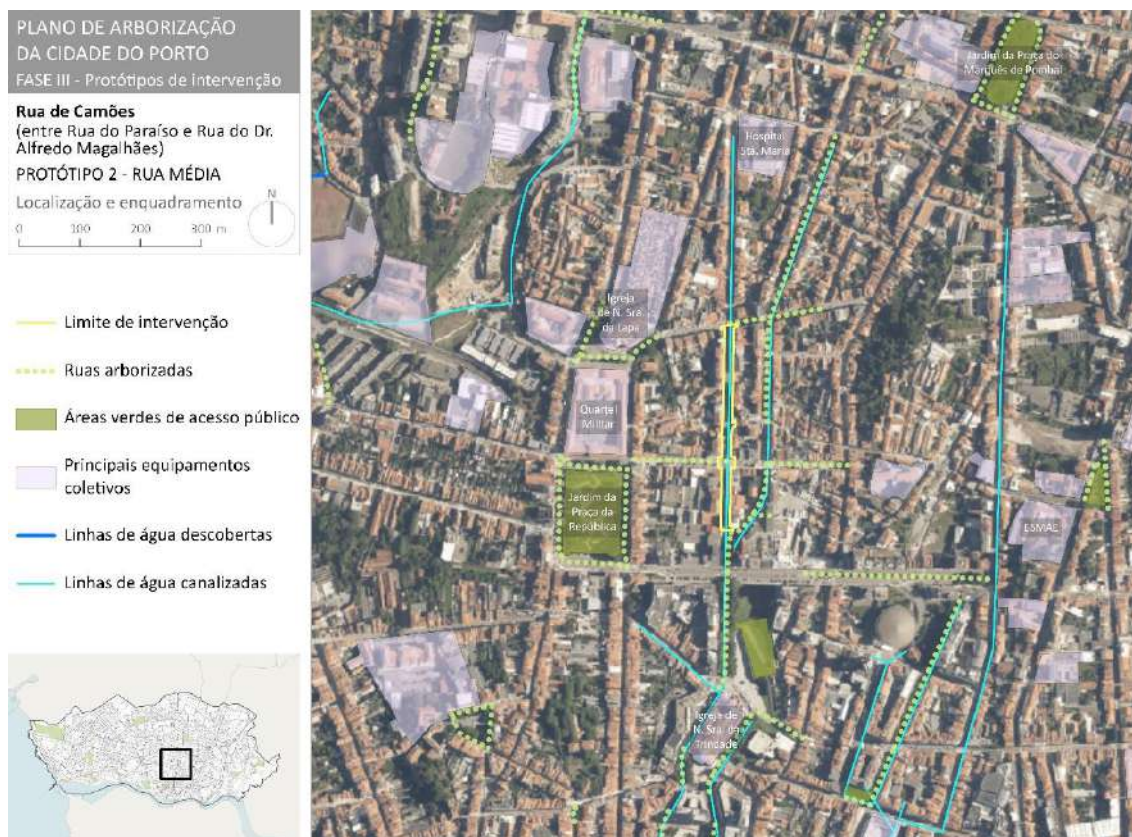 PLANO DE ARBORIZAÇÃO
DA CIDADE DO PORTO
FASE III - Protótipos de intervenção
Rua de Camões
(entre Rua do Paraíso e Rua do Dr.
Alfredo Magalhães)
PROTÓTIPO 2 - RUA MÉDIA
Localização e enquadramento
N
0 100 200 300 m
Limite de intervenção
Ruas arborizadas
Áreas verdes de acesso público
Principais equipamentos
coletivos
Linhas de água descobertas
Linhas de água canalizadas
Jardim da Praça do
Marquês de Pombal
Hospital
Sta. Maria
Igreja
de N. Sra.
da Lapa
Quartel
Militar
Jardim da
Praça da
República
ESMAE
Igreja de
N. Sra. da
Trindade